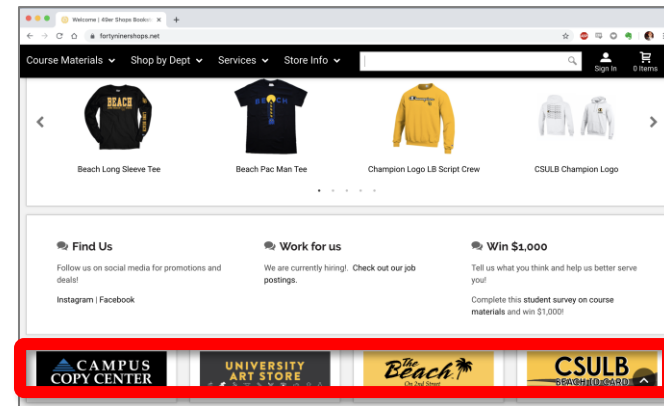 Welcome | 49er Shops Bookst
fortyninershops.net
Course Materials Shop by Dept Services Store Info Sign In 0 Items
BEACH BEACH Champion
Beach Long Sleeve Tee Beach Pac Man Tee Champion Logo LB Script Crew CSULB Champion Logo
Find Us
Follow us on social media for promotions and
deals!
Instagram | Facebook
Work for us
We are currently hiring!. Check out our job
postings.
Win $1,000
Tell us what you think and help us better serve
you!
Complete this student survey on course
materials and win $1,000!
CAMPUS
COPY CENTER
UNIVERSITY
ART STORE
The
Beach
On 2nd Street
CSULB
BEACH ID CARD